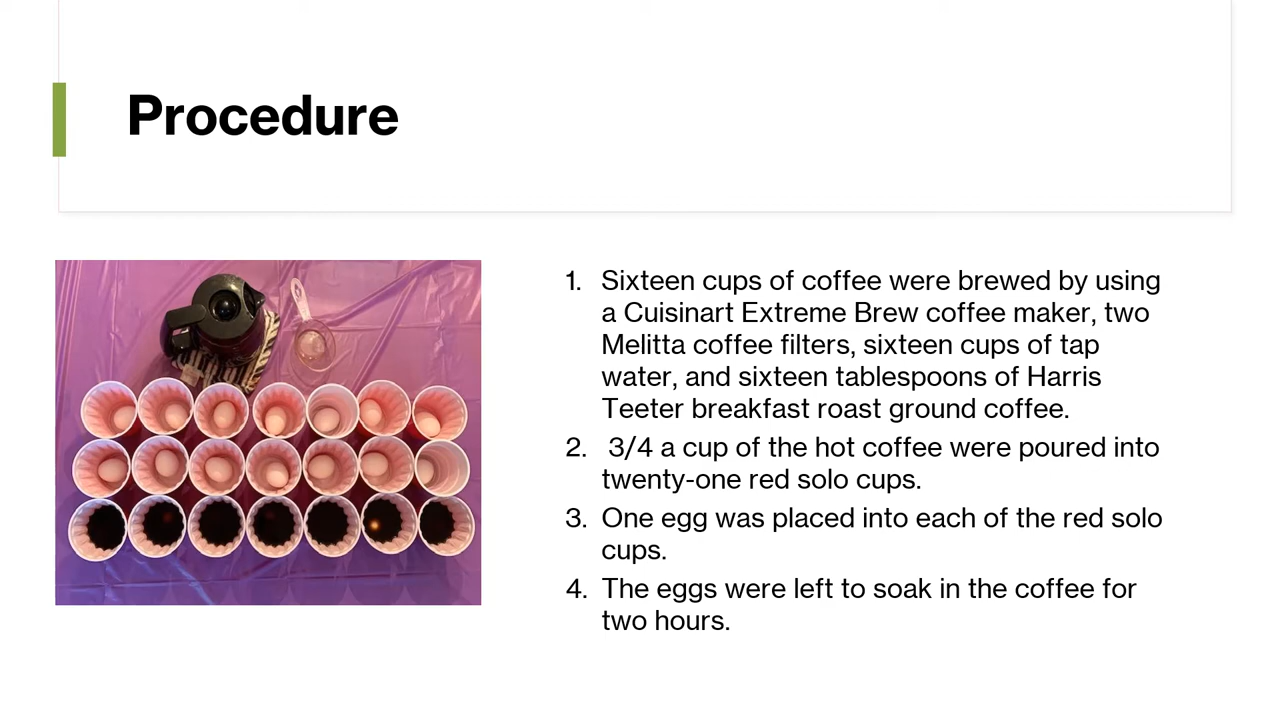 Procedure
1. Sixteen cups of coffee were brewed by using
a Cuisinart Extreme Brew coffee maker, two
Melitta coffee filters, sixteen cups of tap
water, and sixteen tablespoons of Harris
Teeter breakfast roast ground coffee.
2. 3/4 a cup of the hot coffee were poured into
twenty-one red solo cups.
3. One egg was placed into each of the red solo
cups.
4. The eggs were left to soak in the coffee for
two hours.